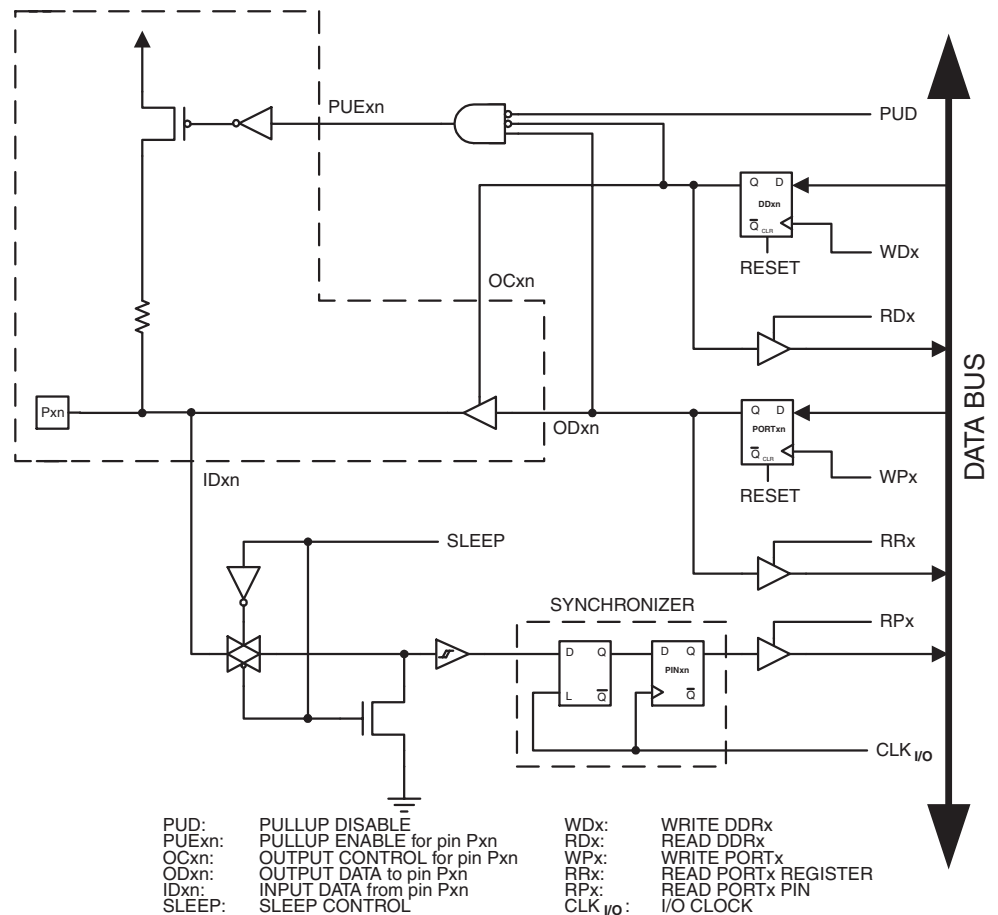 PUExn
PUD
Q D
DDxn
Q CLR
WDx
RESET
OCxn
RDx
Pxn
ODxn
Q D
PORTxn
Q CLR
WPx
RESET
IDxn
SLEEP
RRx
SYNCHRONIZER
RPx
D Q
L Q
D Q
PINxn
Q
CLK I/O
DATA BUS
PUD: PULLUP DISABLE
PUExn: PULLUP ENABLE for pin Pxn
OCxn: OUTPUT CONTROL for pin Pxn
ODxn: OUTPUT DATA to pin Pxn
IDxn: INPUT DATA from pin Pxn
SLEEP: SLEEP CONTROL
WDx: WRITE DDRx
RDx: READ DDRx
WPx: WRITE PORTx
RRx: READ PORTx REGISTER
RPx: READ PORTx PIN
CLK I/O: I/O CLOCK